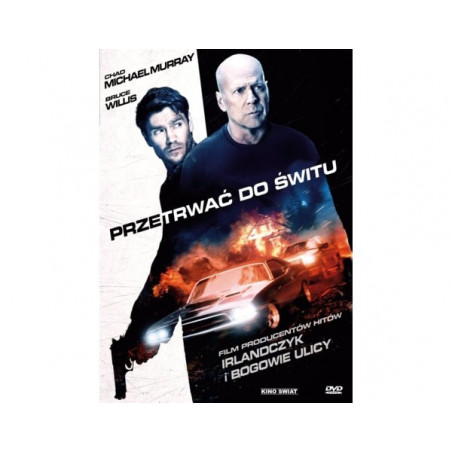 CHAD
MICHAEL MURRAY
BRUCE
WILLIS
PRZETRWAĆ DO ŚWITU
FILM PRODUCENTÓW HITÓW
IRLANDCZYK
I BOGOWIE ULICY
KINO ŚWIAT
DVD